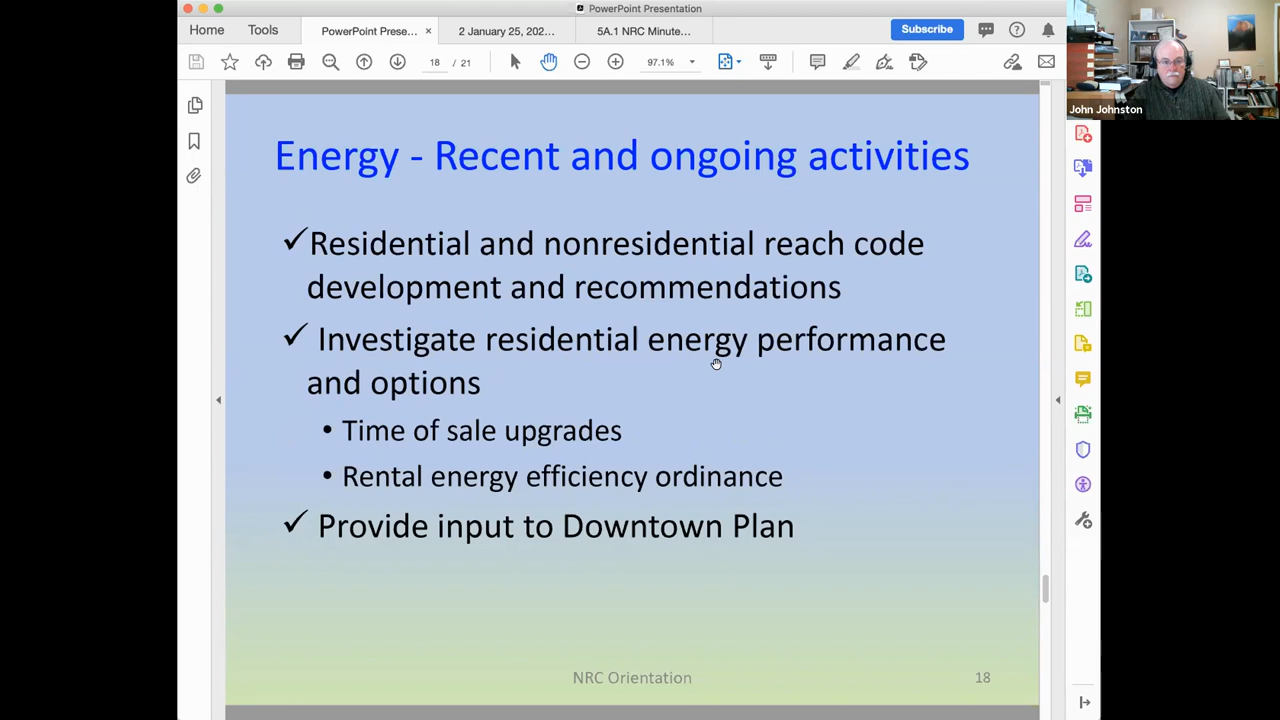 PowerPoint Presentation
Home
Tools
PowerPoint Prese...
2 January 25, 202...
5A.1 NRC Minute...
Subscribe
18 / 21
97.1%
John Johnston
Energy - Recent and ongoing activities
✓Residential and nonresidential reach code
development and recommendations
✓ Investigate residential energy performance
and options
• Time of sale upgrades
• Rental energy efficiency ordinance
✓ Provide input to Downtown Plan
NRC Orientation
18